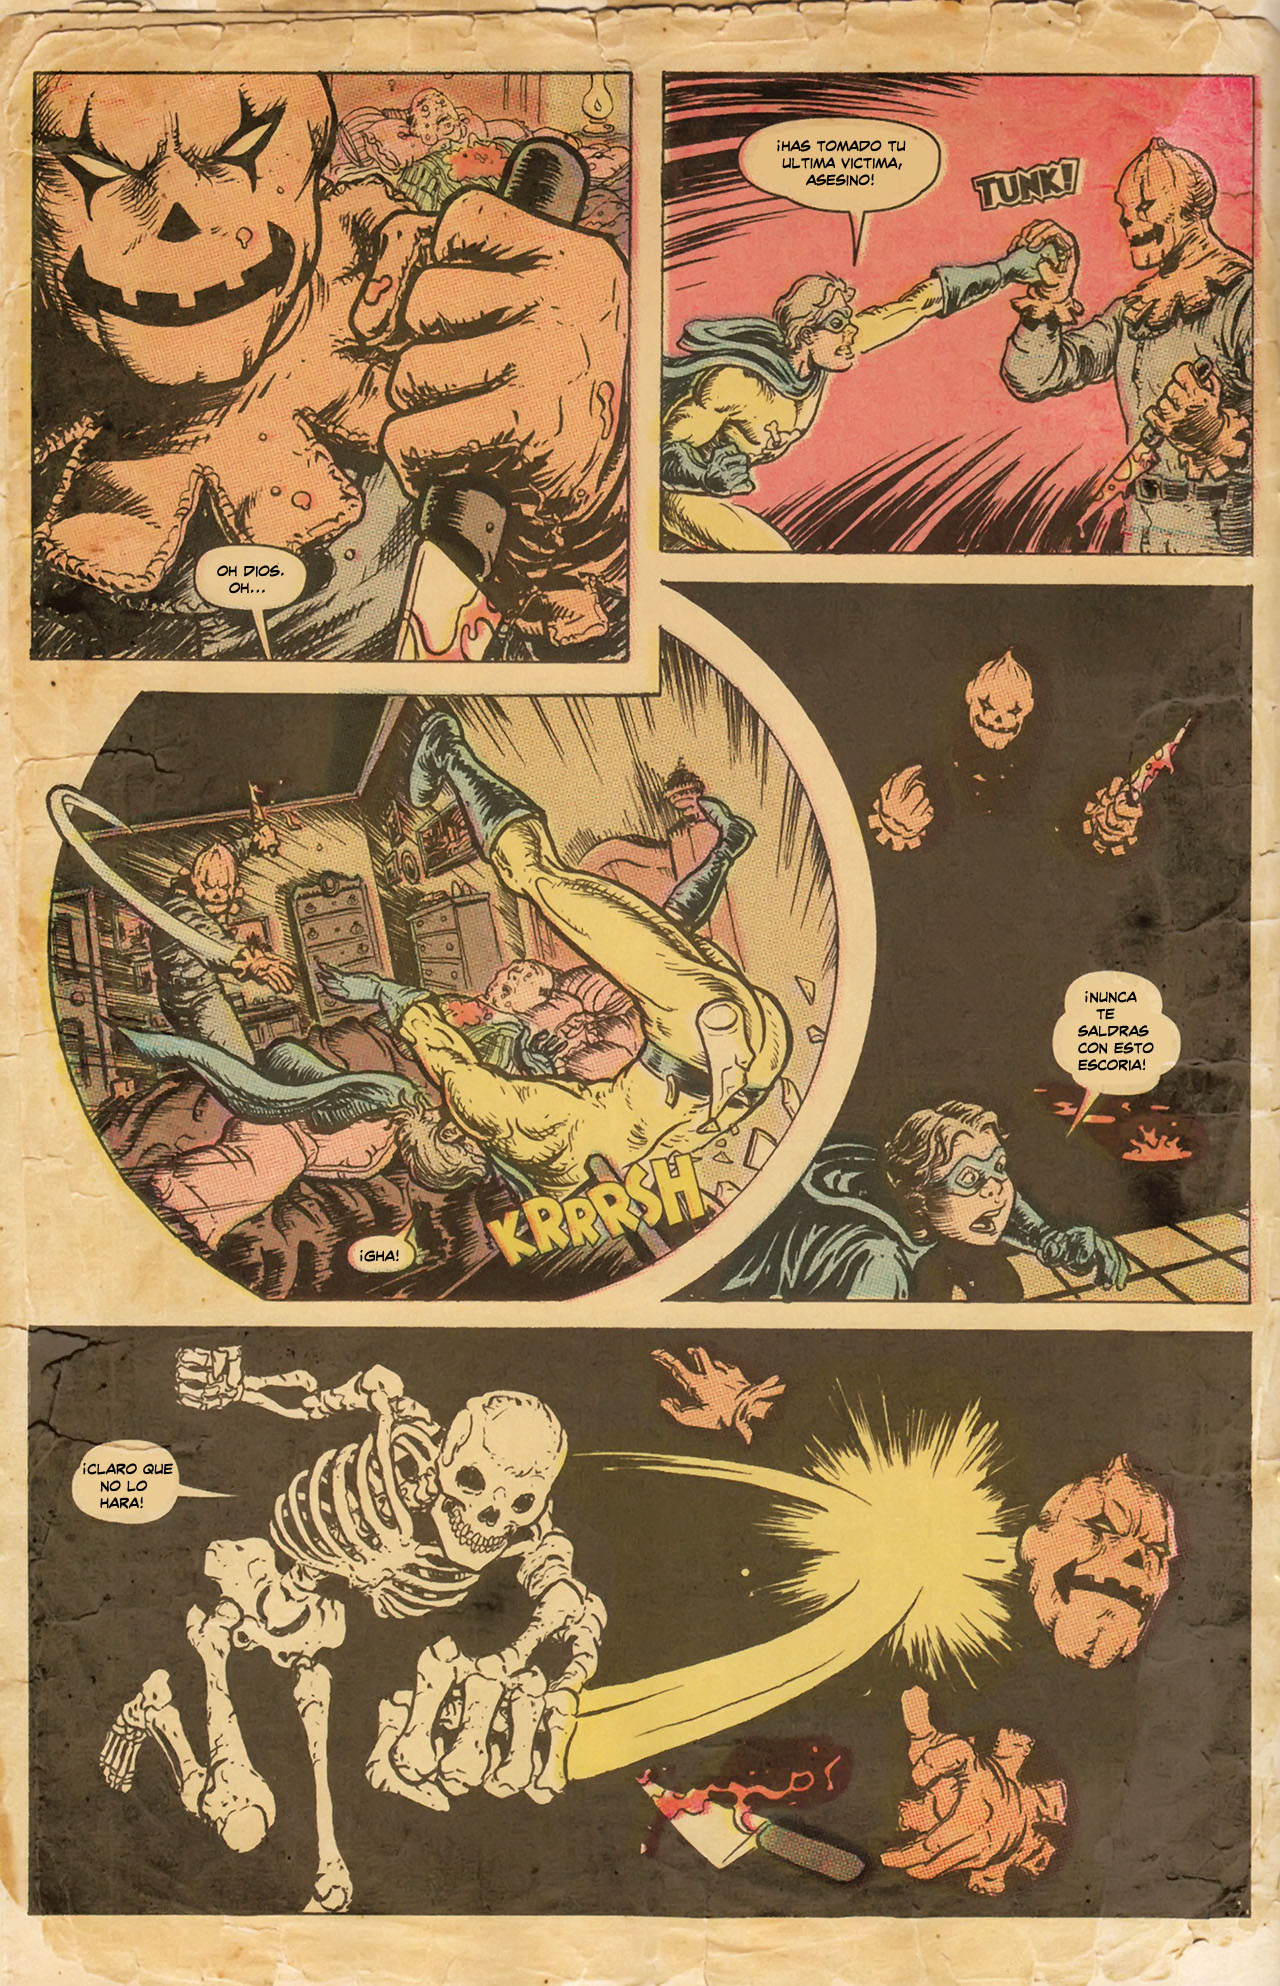 OH DIOS.
OH...
¡HAS TOMADO TU
ULTIMA VICTIMA,
ASESINO!
TUNK!
¡GHA!
KRRRRSH
¡NUNCA
TE
SALDRAS
CON ESTO
ESCORIA!
¡CLARO QUE
NO LO
HARA!